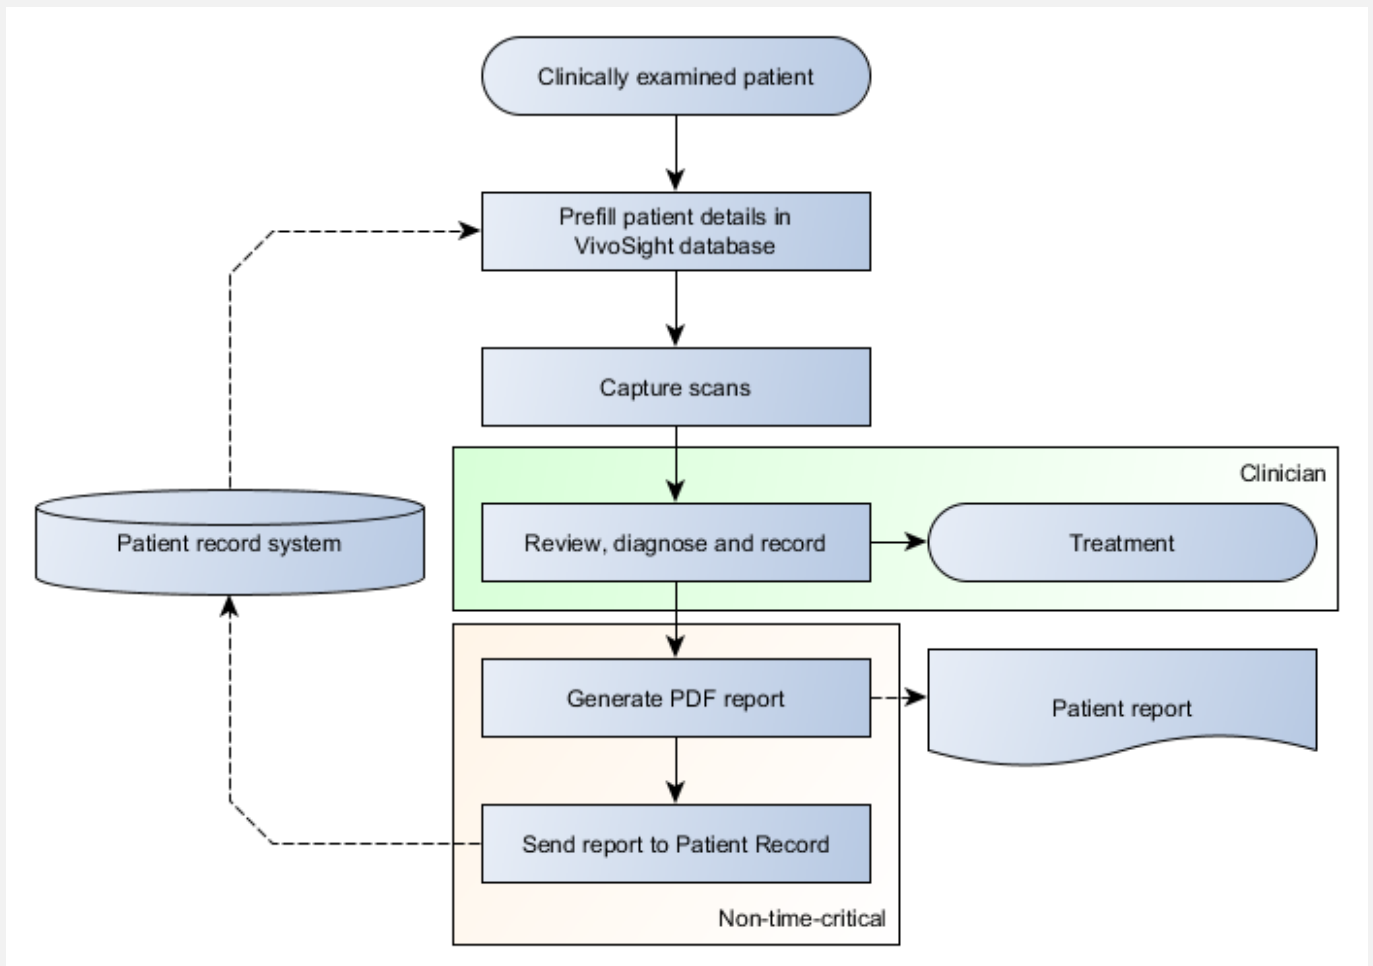 Clinically examined patient
Prefill patient details in
VivoSight database
Capture scans
Clinician
Review, diagnose and record
Treatment
Patient record system
Generate PDF report
Patient report
Send report to Patient Record
Non-time-critical